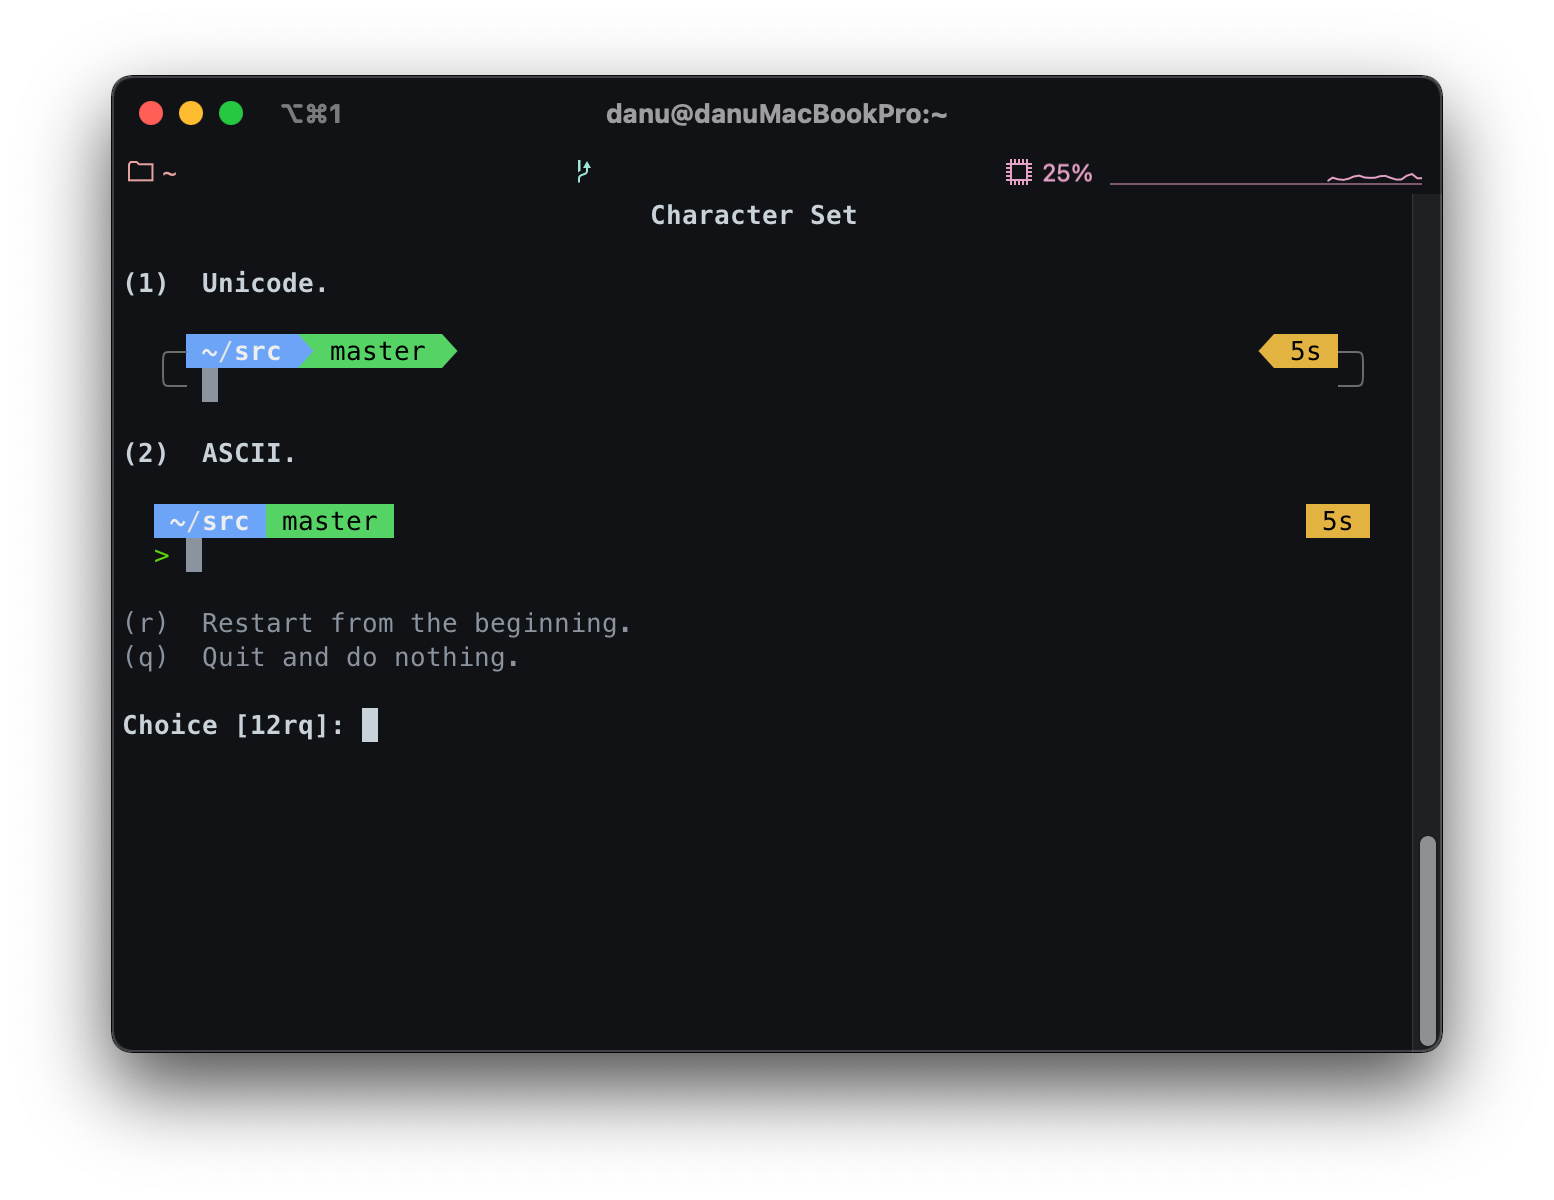 ⌥⌘1 danu@danuMacBookPro:~
~ 25%
Character Set
(1) Unicode.
~/src master 5s
(2) ASCII.
~/src master 5s
>
(r) Restart from the beginning.
(q) Quit and do nothing.
Choice [12rq]: